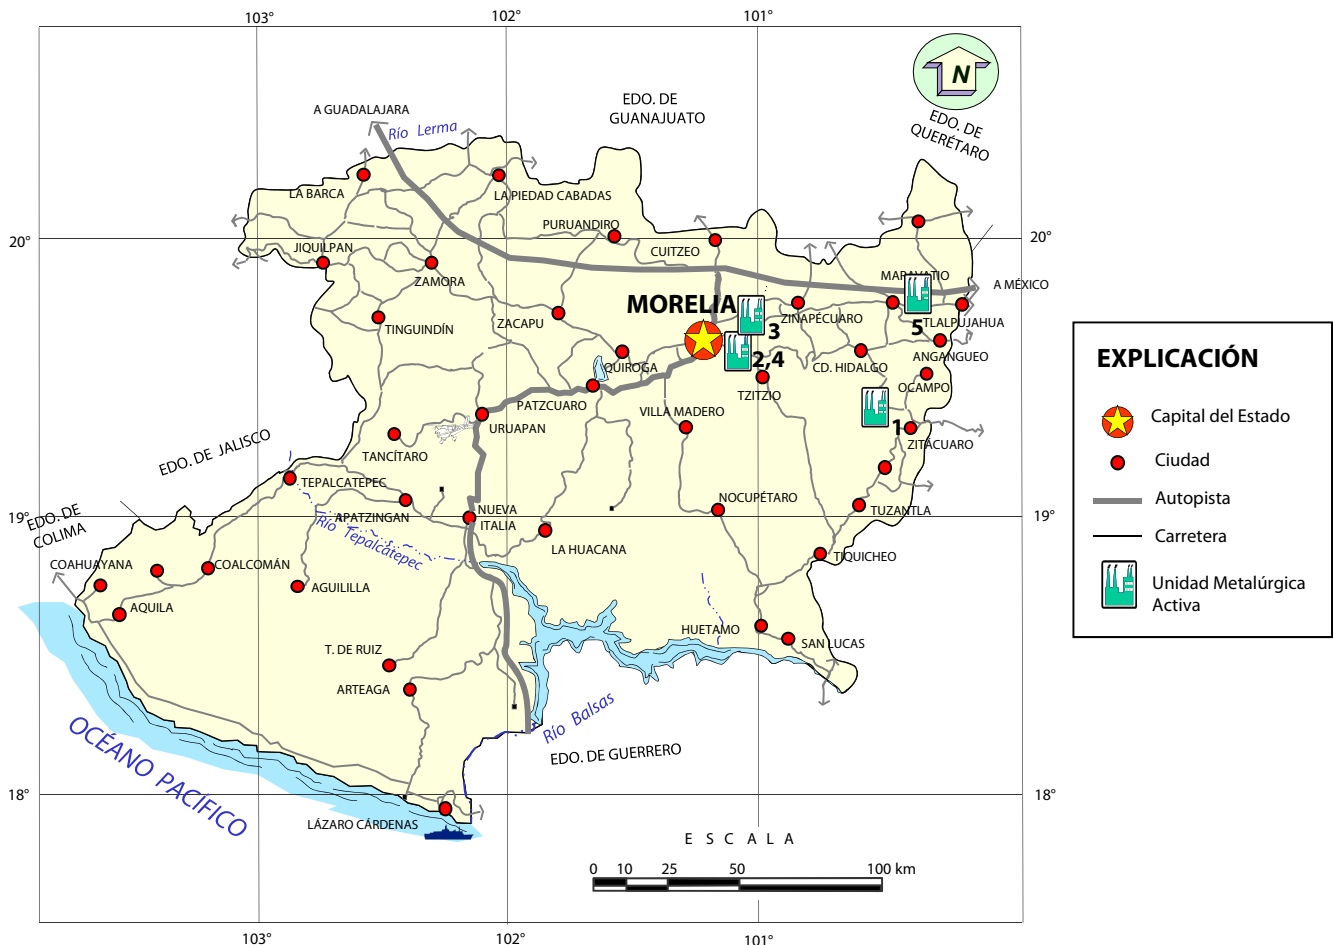 103°
102°
101°
N
A GUADALAJARA
Río Lerma
EDO. DE
GUANAJUATO
EDO. DE
QUERÉTARO
LA BARCA
LA PIEDAD CABADAS
PURUANDIRO
CUITZEO
20°
20°
JIQUILPAN
ZAMORA
MARAVATIO
A MÉXICO
MORELIA
TINGUINDÍN
ZACAPU
3
ZINAPÉCUARO
5
TLALPUJAHUA
QUIROGA
2,4
CD. HIDALGO
ANGANGUEO
OCAMPO
TZITZIO
PATZCUARO
VILLA MADERO
URUAPAN
1
ZITÁCUARO
EDO. DE JALISCO
TANCÍTARO
TEPALCATEPEC
NOCUPÉTARO
TUZANTLA
19°
19°
EDO. DE
COLIMA
APATZINGAN
NUEVA
ITALIA
Río Tepalcatepec
LA HUACANA
TIQUICHEO
COAHUAYANA
COALCOMÁN
AGUILILLA
AQUILA
HUETAMO
SAN LUCAS
T. DE RUIZ
ARTEAGA
Río Balsas
EDO. DE GUERRERO
OCÉANO PACÍFICO
18°
18°
LÁZARO CÁRDENAS
E S C A L A
0 10 25 50 100 km
103°
102°
101°
EXPLICACIÓN
Capital del Estado
Ciudad
Autopista
Carretera
Unidad Metalúrgica
Activa